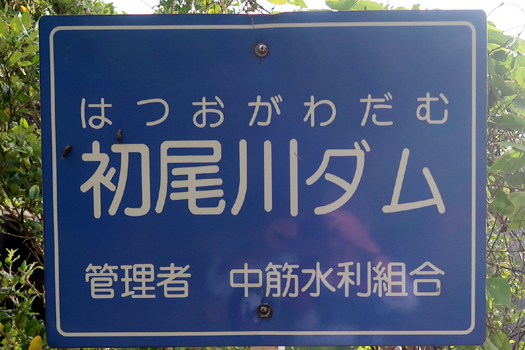 はつおがわだむ
初尾川ダム
管理者　中筋水利組合